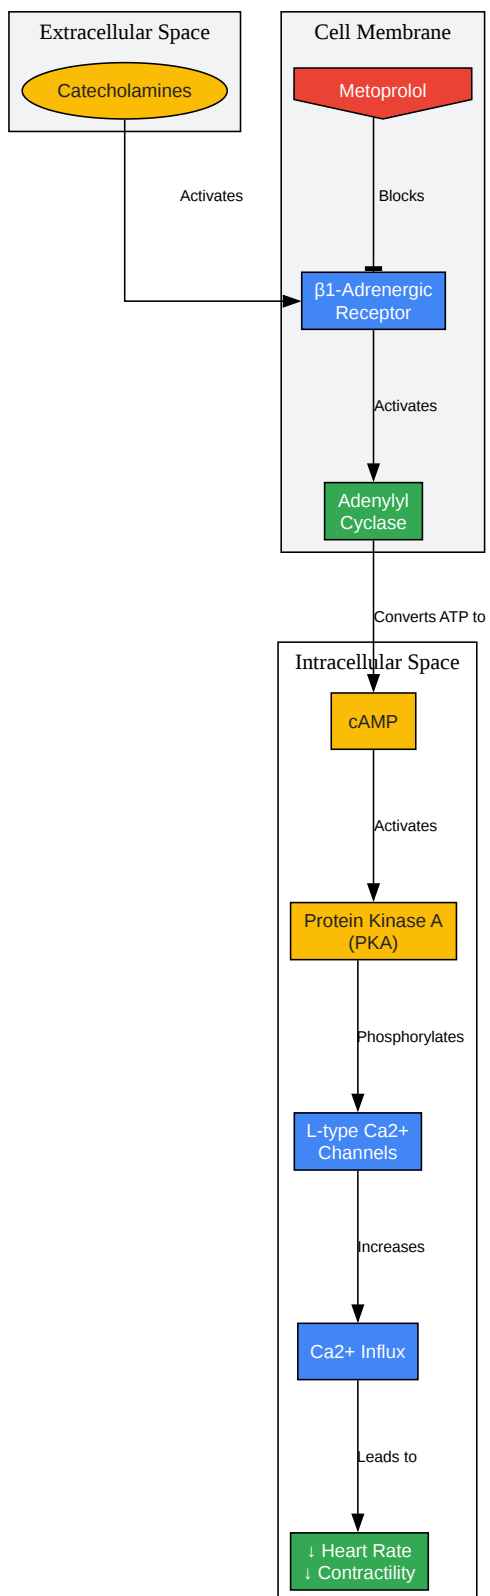 Extracellular Space
Catecholamines
Cell Membrane
Metoprolol
Activates
Blocks
β1-Adrenergic
Receptor
Activates
Adenylyl
Cyclase
Converts ATP to
Intracellular Space
cAMP
Activates
Protein Kinase A
(PKA)
Phosphorylates
L-type Ca2+
Channels
Increases
Ca2+ Influx
Leads to
↓ Heart Rate
↓ Contractility